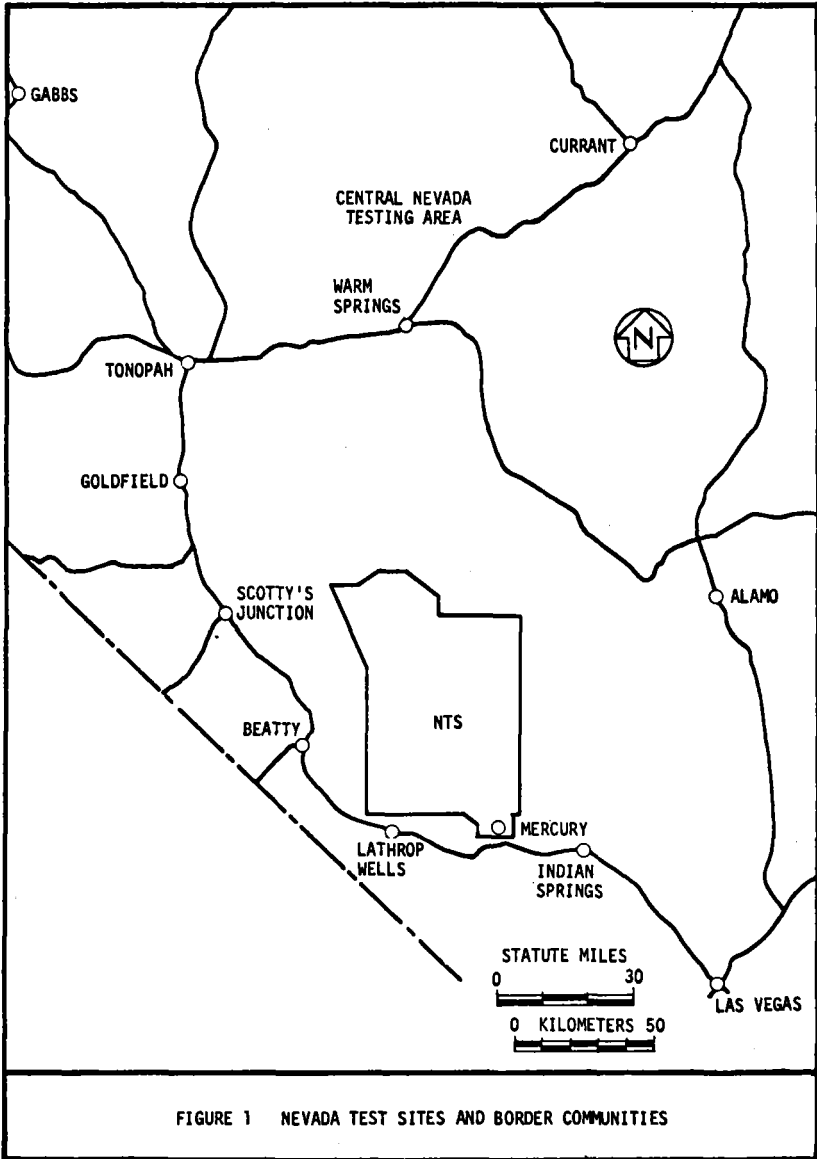 GABBS
CURRANT
CENTRAL NEVADA
TESTING AREA
WARM
SPRINGS
N
TONOPAH
GOLDFIELD
SCOTTY'S
JUNCTION
ALAMO
NTS
BEATTY
MERCURY
LATHROP
WELLS
INDIAN
SPRINGS
STATUTE MILES
0 30
0 KILOMETERS 50
LAS VEGAS
FIGURE 1 NEVADA TEST SITES AND BORDER COMMUNITIES